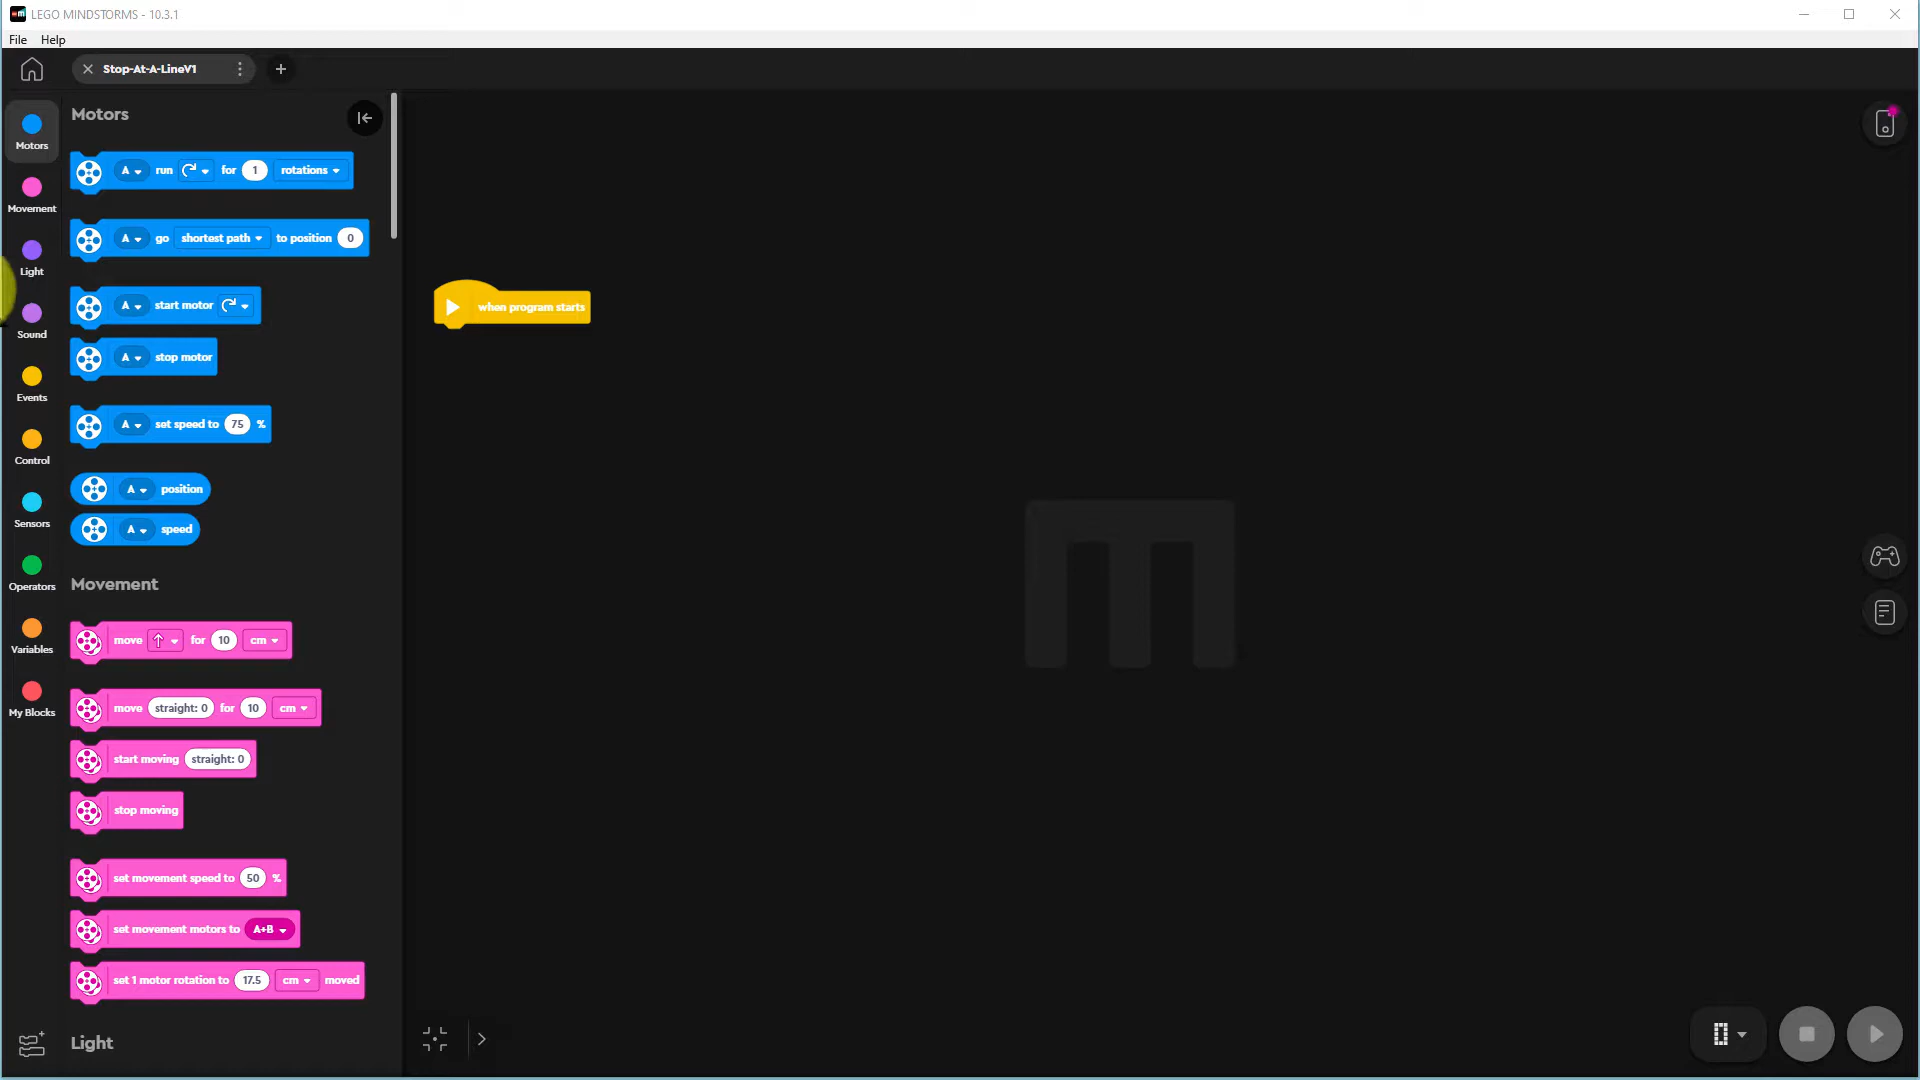 LEGO MINDSTORMS - 10.3.1
File Help
Stop-At-A-LineV1
Motors
Movement
Light
Sound
Events
Control
Sensors
Operators
Variables
My Blocks
Motors
A run for 1 rotations
A go shortest path to position 0
A start motor
A stop motor
A set speed to 75 %
A position
A speed
Movement
move for 10 cm
move straight: 0 for 10 cm
start moving straight: 0
stop moving
set movement speed to 50 %
set movement motors to A+B
set 1 motor rotation to 17.5 cm moved
Light
when program starts